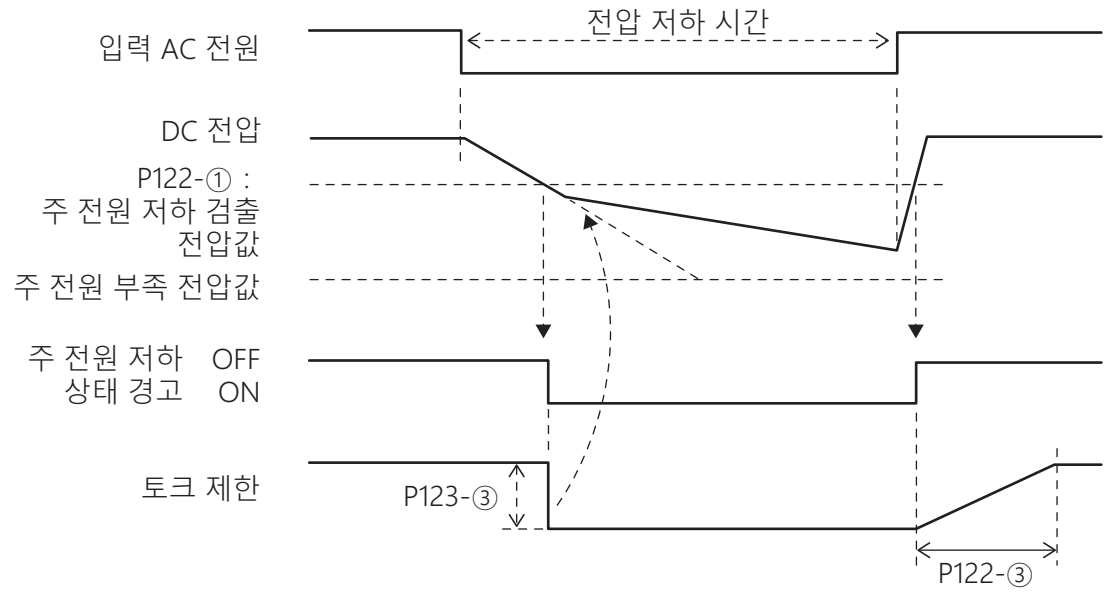 전압 저하 시간
입력 AC 전원
DC 전압
P122-① :
주 전원 저하 검출
전압값
주 전원 부족 전압값
주 전원 저하 OFF
상태 경고 ON
토크 제한
P123-③
P122-③